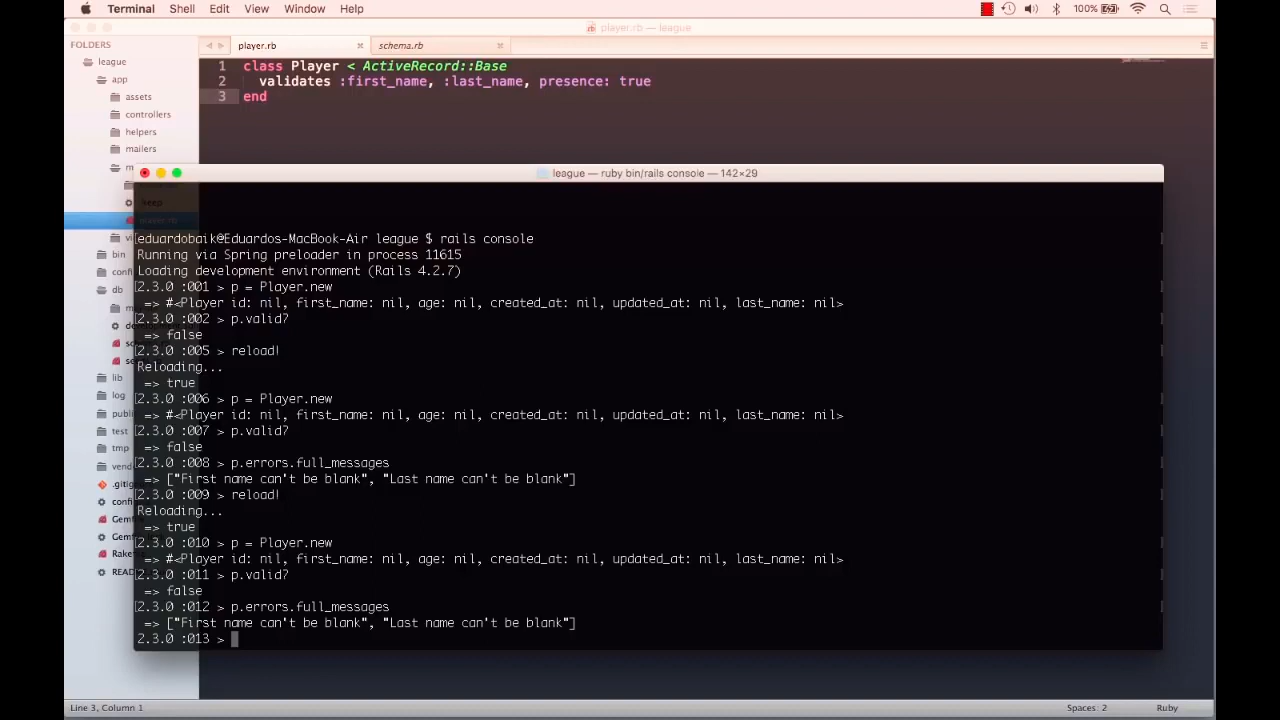 Terminal Shell Edit View Window Help 100%
player.rb — league
FOLDERS
league
app
assets
controllers
helpers
mailers
bin
db
lib
log
test
tmp
player.rb
schema.rb
1 class Player < ActiveRecord::Base
2 validates :first_name, :last_name, presence: true
3 end
league — ruby bin/rails console — 142×29
[eduardobaik@Eduardos-MacBook-Air league $ rails console ]
Running via Spring preloader in process 11615
Loading development environment (Rails 4.2.7)
[2.3.0 :001 > p = Player.new ]
=> #<Player id: nil, first_name: nil, age: nil, created_at: nil, updated_at: nil, last_name: nil>
[2.3.0 :002 > p.valid? ]
=> false
[2.3.0 :005 > reload! ]
Reloading...
=> true
[2.3.0 :006 > p = Player.new ]
=> #<Player id: nil, first_name: nil, age: nil, created_at: nil, updated_at: nil, last_name: nil>
[2.3.0 :007 > p.valid? ]
=> false
[2.3.0 :008 > p.errors.full_messages ]
=> ["First name can't be blank", "Last name can't be blank"]
[2.3.0 :009 > reload! ]
Reloading...
=> true
[2.3.0 :010 > p = Player.new ]
=> #<Player id: nil, first_name: nil, age: nil, created_at: nil, updated_at: nil, last_name: nil>
[2.3.0 :011 > p.valid? ]
=> false
[2.3.0 :012 > p.errors.full_messages ]
=> ["First name can't be blank", "Last name can't be blank"]
2.3.0 :013 >
Line 3, Column 1
Spaces: 2
Ruby